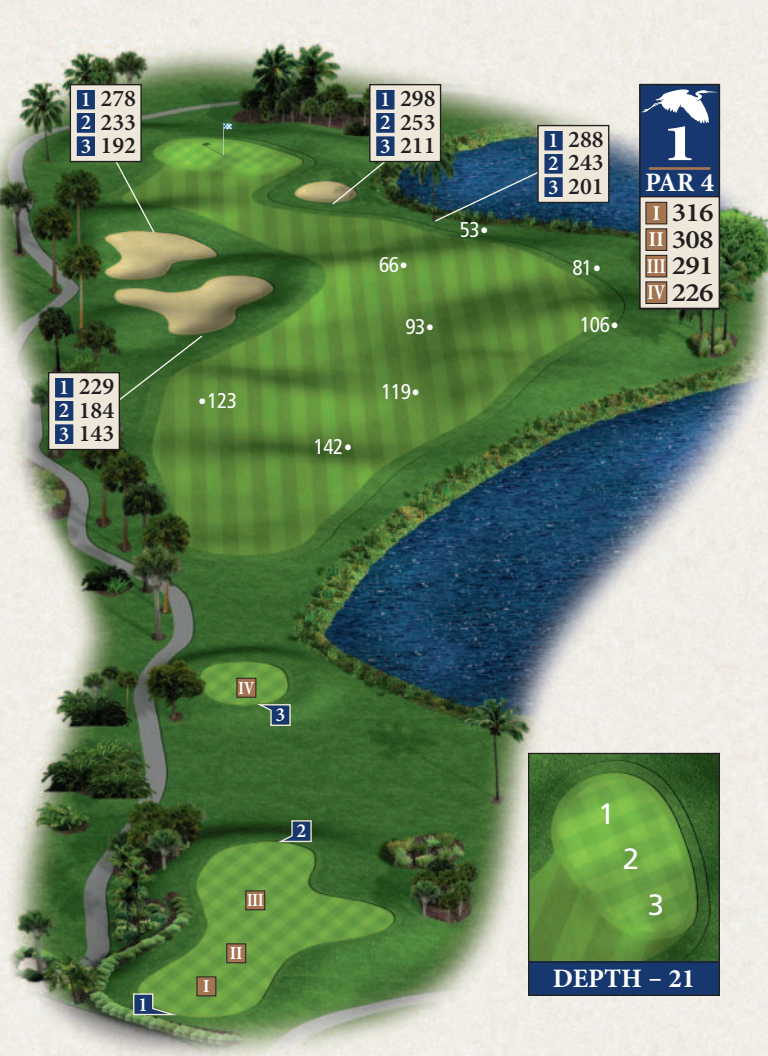 1 278
2 233
3 192
1 298
2 253
3 211
1 288
2 243
3 201
1
PAR 4
I 316
II 308
III 291
IV 226
53
66
81
93
106
1 229
2 184
3 143
123
119
142
IV
3
2
III
II
I
1
1
2
3
DEPTH – 21